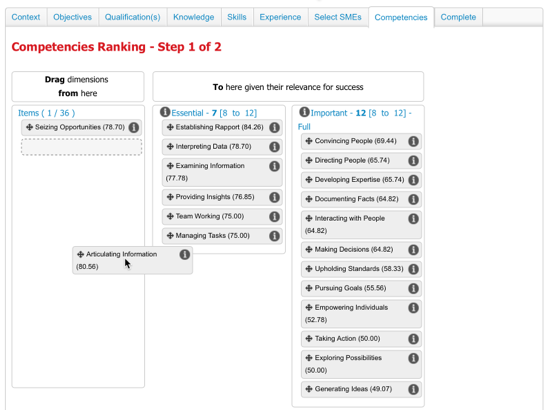 Context Objectives Qualification(s) Knowledge Skills Experience Select SMEs Competencies Complete
Competencies Ranking - Step 1 of 2
Drag dimensions
from here
To here given their relevance for success
Items ( 1 / 36 )
Seizing Opportunities (78.70)
Articulating Information
(80.56)
Essential - 7 [8 to 12]
Establishing Rapport (84.26)
Interpreting Data (78.70)
Examining Information
(77.78)
Providing Insights (76.85)
Team Working (75.00)
Managing Tasks (75.00)
Important - 12 [8 to 12] -
Full
Convincing People (69.44)
Directing People (65.74)
Developing Expertise (65.74)
Documenting Facts (64.82)
Interacting with People
(64.82)
Making Decisions (64.82)
Upholding Standards (58.33)
Pursuing Goals (55.56)
Empowering Individuals
(52.78)
Taking Action (50.00)
Exploring Possibilities
(50.00)
Generating Ideas (49.07)